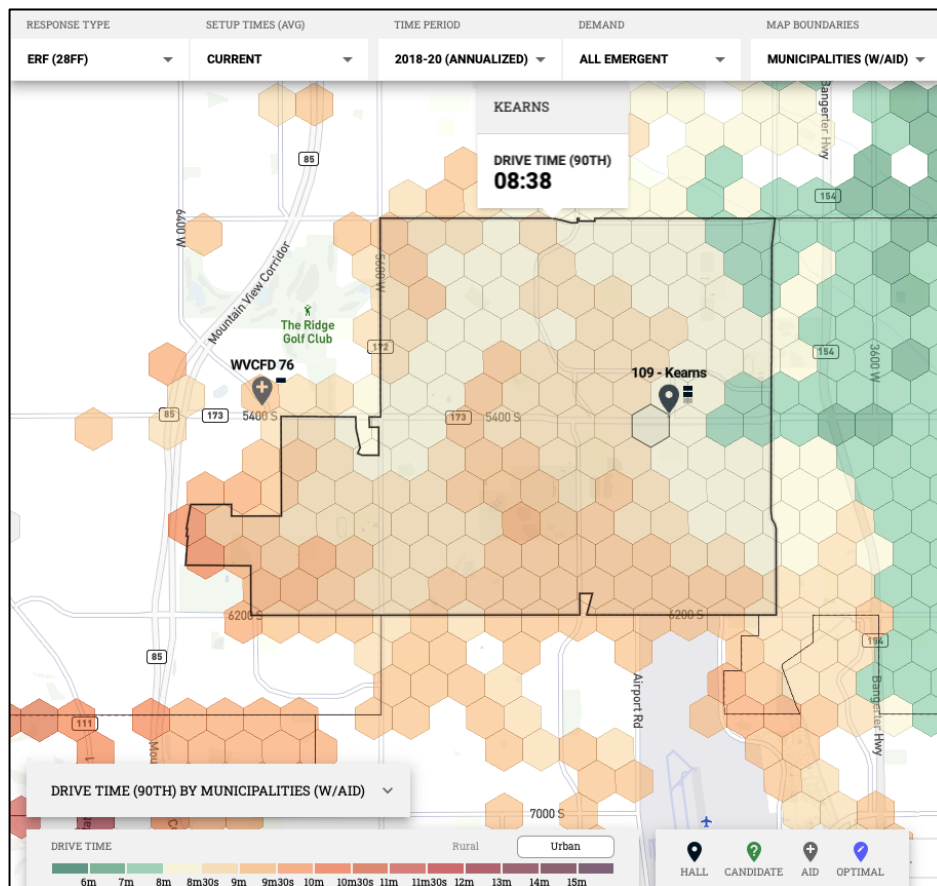 RESPONSE TYPE
SETUP TIMES (AVG)
TIME PERIOD
DEMAND
MAP BOUNDARIES
ERF (28FF)
CURRENT
2018-20 (ANNUALIZED)
ALL EMERGENT
MUNICIPALITIES (W/AID)
KEARNS
DRIVE TIME (90TH)
08:38
Bangerter Hwy
85
154
6400 W
5600 W
Mountain View Corridor
The Ridge
Golf Club
172
154
3600 W
WVCFD 76
109 - Kearns
85
173
5400 S
173
5400 S
6200 S
6200 S
154
85
Airport Rd
Bangerter Hwy
111
DRIVE TIME (90TH) BY MUNICIPALITIES (W/AID)
7000 S
DRIVE TIME
Rural
Urban
6m 7m 8m 8m30s 9m 9m30s 10m 10m30s 11m 11m30s 12m 13m 14m 15m
HALL
CANDIDATE
AID
OPTIMAL